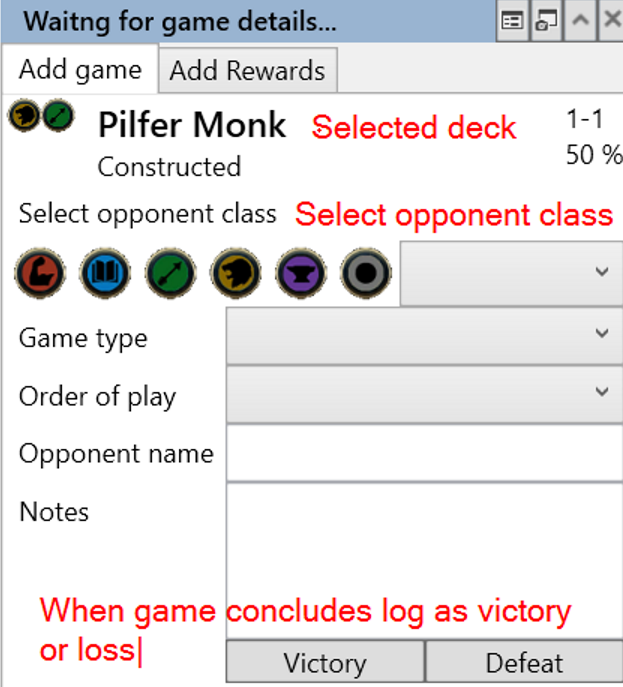 Waitng for game details...
Add game Add Rewards
Pilfer Monk Selected deck 1-1
Constructed 50 %
Select opponent class Select opponent class
Game type
Order of play
Opponent name
Notes
When game concludes log as victory
or loss
Victory Defeat